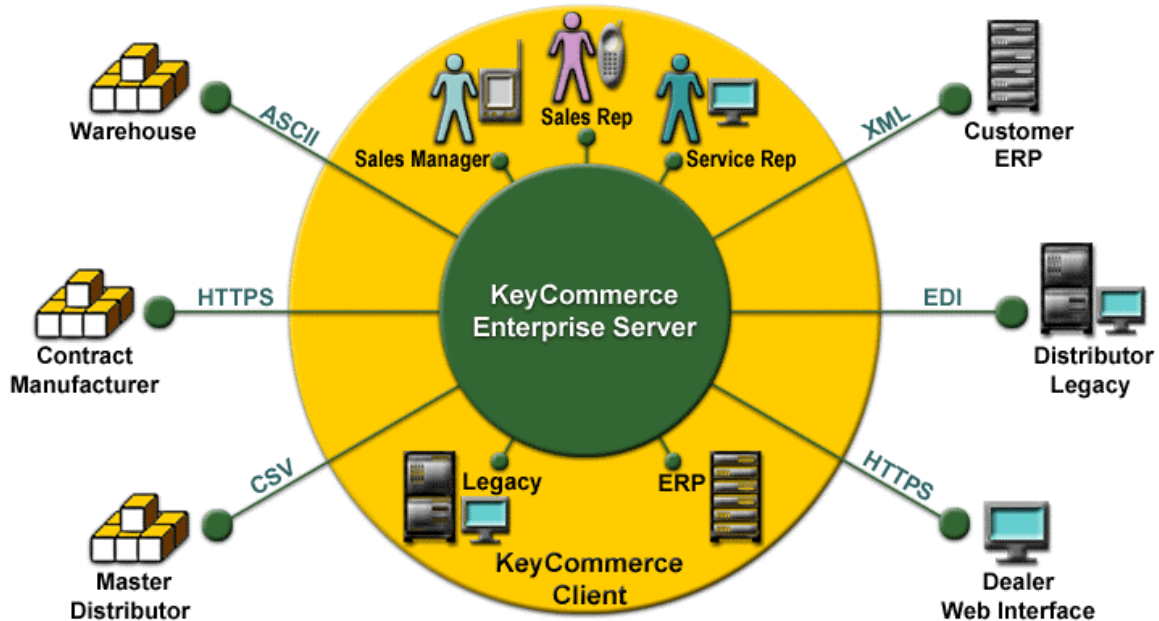 Warehouse
ASCII
Sales Manager
Sales Rep
Service Rep
XML
Customer
ERP
Contract
Manufacturer
HTTPS
KeyCommerce
Enterprise Server
EDI
Distributor
Legacy
Master
Distributor
CSV
Legacy
ERP
KeyCommerce
Client
HTTPS
Dealer
Web Interface